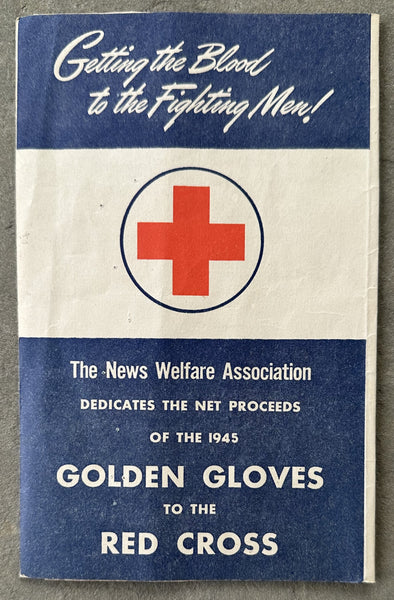 Getting the Blood
to the Fighting Men!
The News Welfare Association
DEDICATES THE NET PROCEEDS
OF THE 1945
GOLDEN GLOVES
TO THE
RED CROSS